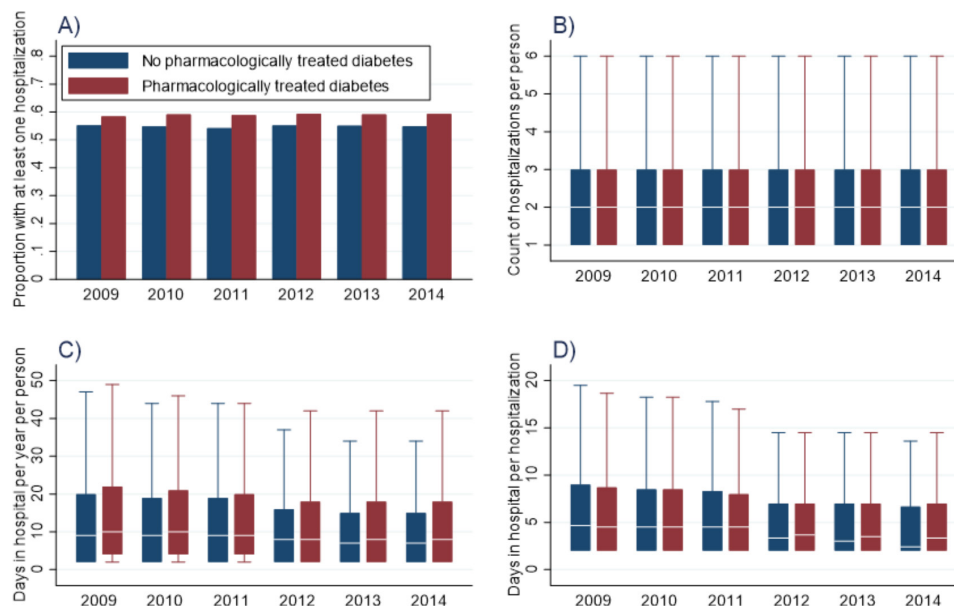 A)
Proportion with at least one hospitalization
8
7
6
5
4
3
2
1
0
No pharmacologically treated diabetes
Pharmacologically treated diabetes
2009 2010 2011 2012 2013 2014
B)
Count of hospitalizations per person
6
5
4
3
2
1
2009 2010 2011 2012 2013 2014
C)
Days in hospital per year per person
50
40
30
20
10
0
2009 2010 2011 2012 2013 2014
D)
Days in hospital per hospitalization
20
15
10
5
0
2009 2010 2011 2012 2013 2014